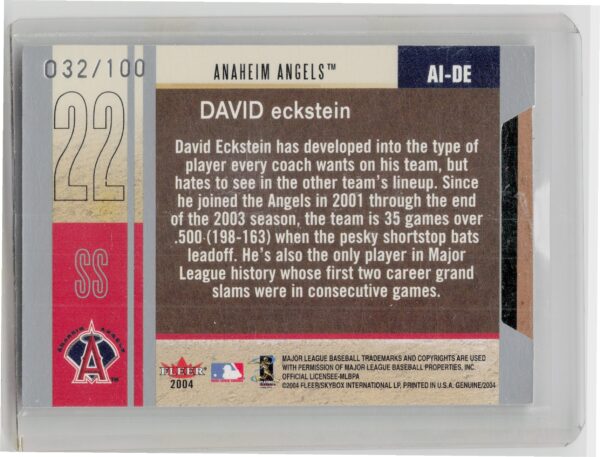 032/100
ANAHEIM ANGELS™
AI-DE
22
SS
DAVID eckstein
David Eckstein has developed into the type of
player every coach wants on his team, but
hates to see in the other team's lineup. Since
he joined the Angels in 2001 through the end
of the 2003 season, the team is 35 games over
.500 (198-163) when the pesky shortstop bats
leadoff. He's also the only player in Major
League history whose first two career grand
slams were in consecutive games.
ANAHEIM ANGELS
A
™
FLEER
2004
MAJOR LEAGUE BASEBALL TRADEMARKS AND COPYRIGHTS ARE USED
WITH PERMISSION OF MAJOR LEAGUE BASEBALL PROPERTIES, INC.
OFFICIAL LICENSEE-MLBPA
©2004 FLEER/SKYBOX INTERNATIONAL LP. PRINTED IN U.S.A. GENUINE/2004